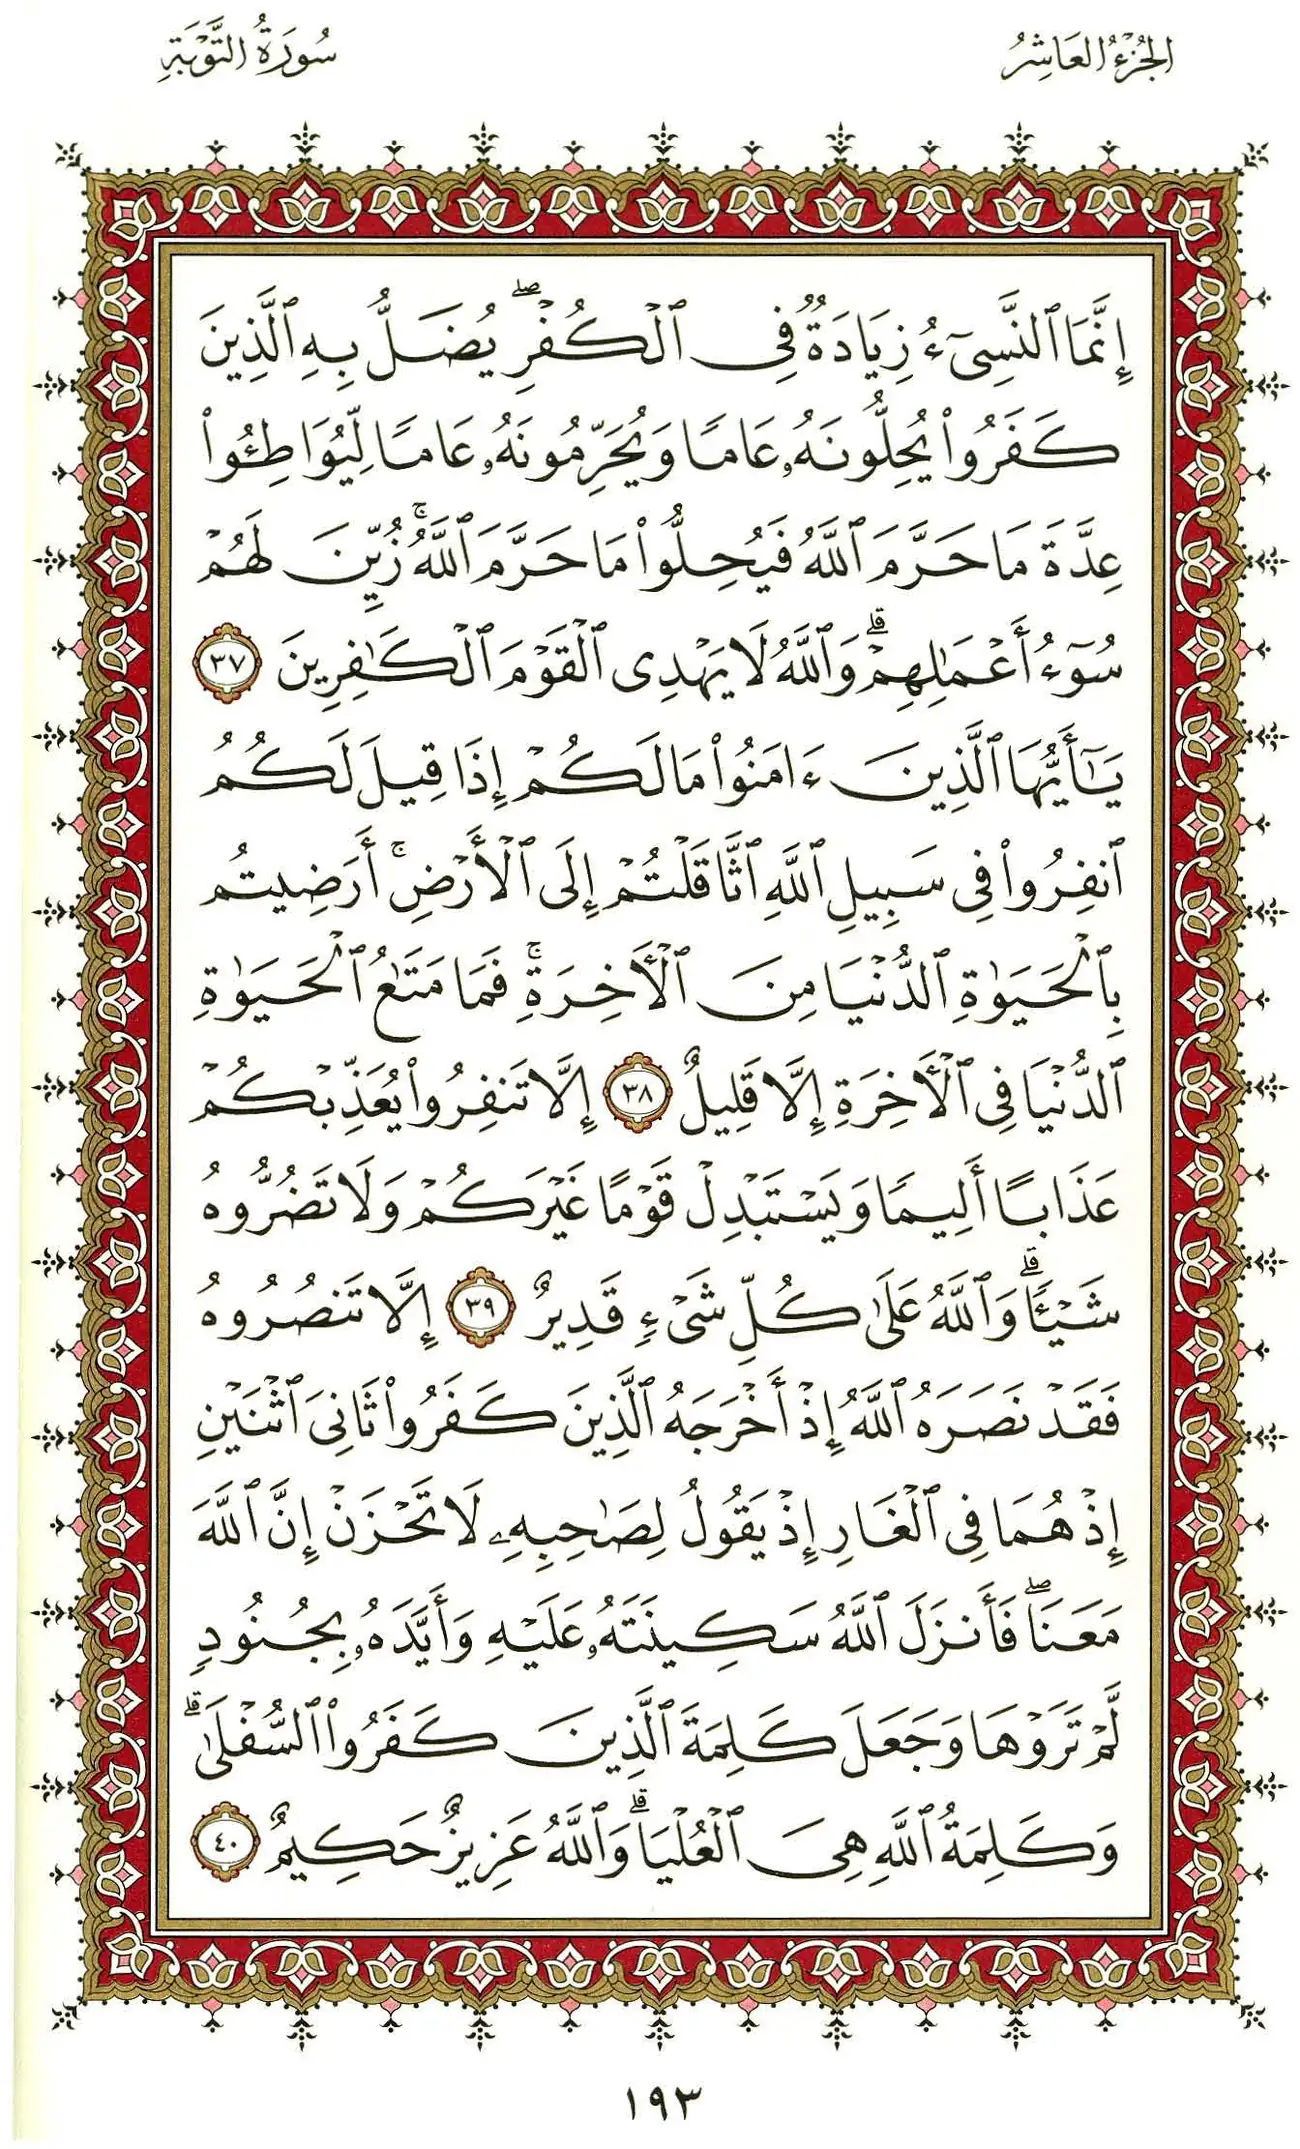 الجزء العاشر
سورة التوبة
إِنَّمَا ٱلنَّسِىٓءُ زِيَادَةٌ فِى ٱلْكُفْرِ ۖ يُضَلُّ بِهِ ٱلَّذِينَ
كَفَرُوا۟ يُحِلُّونَهُۥ عَامًا وَيُحَرِّمُونَهُۥ عَامًا لِّيُوَاطِـُٔوا۟
عِدَّةَ مَا حَرَّمَ ٱللَّهُ فَيُحِلُّوا۟ مَا حَرَّمَ ٱللَّهُ ۚ زُيِّنَ لَهُمْ
سُوٓءُ أَعْمَـٰلِهِمْ ۗ وَٱللَّهُ لَا يَهْدِى ٱلْقَوْمَ ٱلْكَـٰفِرِينَ ٣٧
يَـٰٓأَيُّهَا ٱلَّذِينَ ءَامَنُوا۟ مَا لَكُمْ إِذَا قِيلَ لَكُمُ
ٱنفِرُوا۟ فِى سَبِيلِ ٱللَّهِ ٱثَّاقَلْتُمْ إِلَى ٱلْأَرْضِ ۚ أَرَضِيتُم
بِٱلْحَيَوٰةِ ٱلدُّنْيَا مِنَ ٱلْأَخِرَةِ ۚ فَمَا مَتَـٰعُ ٱلْحَيَوٰةِ
ٱلدُّنْيَا فِى ٱلْأَخِرَةِ إِلَّا قَلِيلٌ ٣٨ إِلَّا تَنفِرُوا۟ يُعَذِّبْكُمْ
عَذَابًا أَلِيمًا وَيَسْتَبْدِلْ قَوْمًا غَيْرَكُمْ وَلَا تَضُرُّوهُ
شَيْـًٔا ۗ وَٱللَّهُ عَلَىٰ كُلِّ شَىْءٍ قَدِيرٌ ٣٩ إِلَّا تَنصُرُوهُ
فَقَدْ نَصَرَهُ ٱللَّهُ إِذْ أَخْرَجَهُ ٱلَّذِينَ كَفَرُوا۟ ثَانِىَ ٱثْنَيْنِ
إِذْ هُمَا فِى ٱلْغَارِ إِذْ يَقُولُ لِصَـٰحِبِهِۦ لَا تَحْزَنْ إِنَّ ٱللَّهَ
مَعَنَا ۖ فَأَنزَلَ ٱللَّهُ سَكِينَتَهُۥ عَلَيْهِ وَأَيَّدَهُۥ بِجُنُودٍ
لَّمْ تَرَوْهَا وَجَعَلَ كَلِمَةَ ٱلَّذِينَ كَفَرُوا۟ ٱلسُّفْلَىٰ ۗ
وَكَلِمَةُ ٱللَّهِ هِىَ ٱلْعُلْيَا ۗ وَٱللَّهُ عَزِيزٌ حَكِيمٌ ٤٠
١٩٣